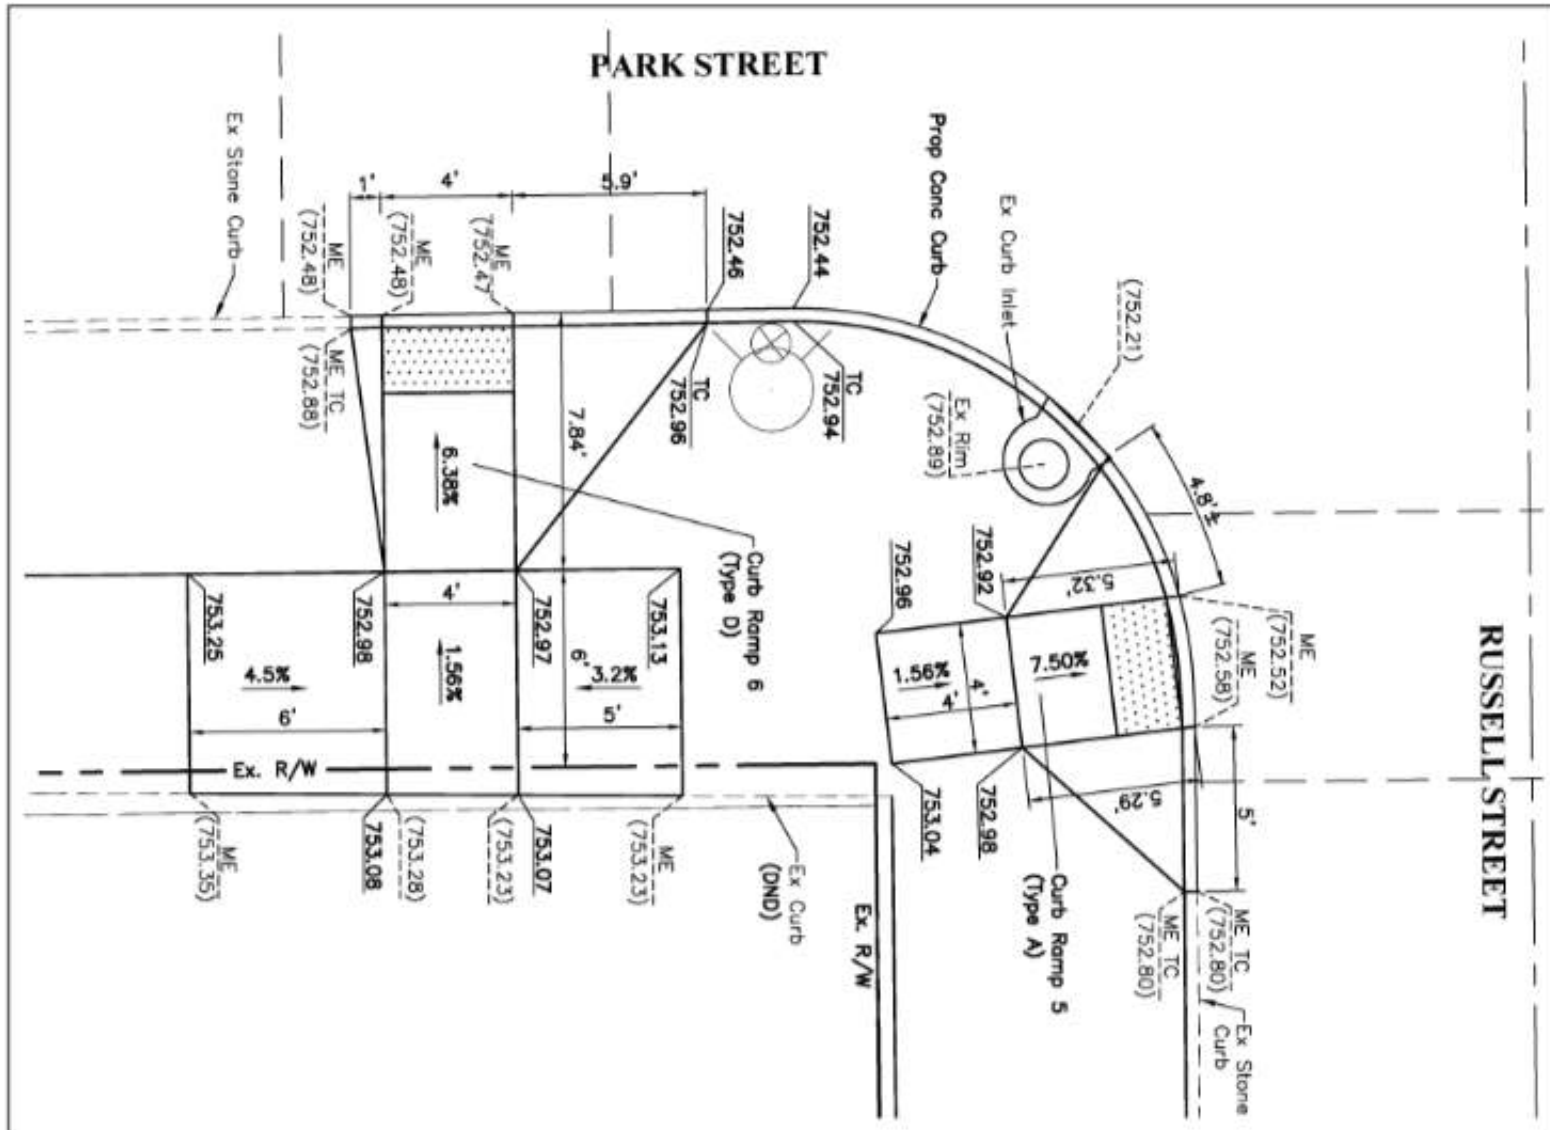 PARK STREET
RUSSELL STREET
Ex Stone Curb
1'
4'
5.9'
ME
(752.48)
ME
(752.48)
ME
(752.47
752.46
752.44
Prop Conc Curb
Ex Curb Inlet
(752.21)
ME TC
(752.88)
TC
752.96
TC
752.94
Ex Rim
(752.89)
4.8'±
7.84'
6.38%
Curb Ramp 6
(Type D)
752.96
752.92
5.32'
ME
(752.52)
ME
(752.58)
753.25
752.98
4'
752.97
753.13
4.5%
1.56%
6'
3.2%
6'
5'
1.56%
4'
4'
7.50%
Ex. R/W
5.29'
5'
ME
(753.35)
753.08
(753.28)
(753.23)
753.07
ME
(753.23)
Ex Curb
(DND)
753.04
752.98
Curb Ramp 5
(Type A)
Ex. R/W
ME TC
(752.80)
ME TC
(752.80)
Ex Stone
Curb